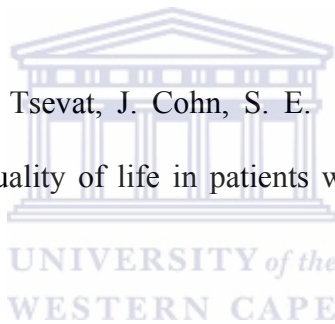 Tsevat, J. Cohn, S. E.
uality of life in patients w
UNIVERSITY of the
WESTERN CAPE